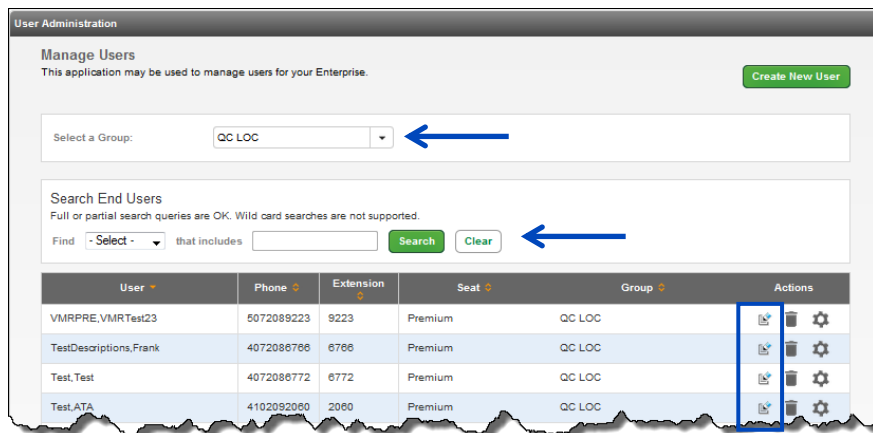 User Administration
Manage Users
This application may be used to manage users for your Enterprise.
Create New User
Select a Group: QC LOC
Search End Users
Full or partial search queries are OK. Wild card searches are not supported.
Find - Select - that includes Search Clear
User Phone Extension Seat Group Actions
VMRPRE,VMRTest23 5072089223 9223 Premium QC LOC
TestDescriptions,Frank 4072086766 6766 Premium QC LOC
Test,Test 4072086772 6772 Premium QC LOC
Test,ATA 4102092060 2060 Premium QC LOC